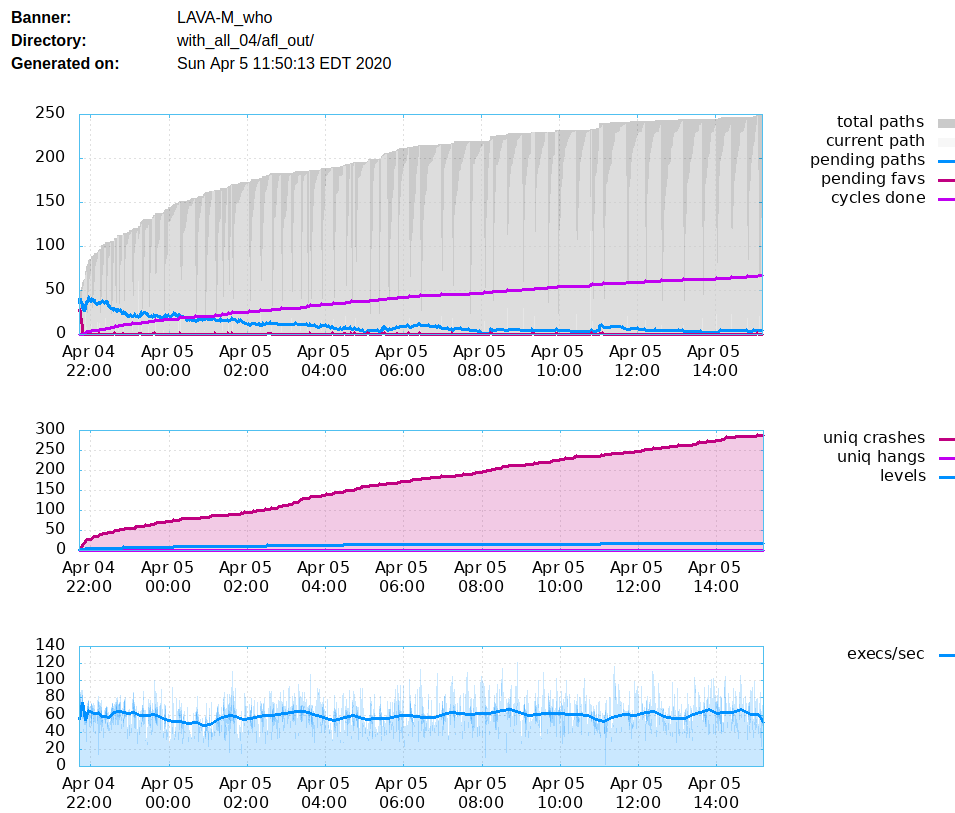 Banner: LAVA-M_who
Directory: with_all_04/afl_out/
Generated on: Sun Apr 5 11:50:13 EDT 2020
250
200
150
100
50
0
Apr 04 Apr 05 Apr 05 Apr 05 Apr 05 Apr 05 Apr 05 Apr 05 Apr 05
22:00 00:00 02:00 04:00 06:00 08:00 10:00 12:00 14:00
total paths
current path
pending paths
pending favs
cycles done
300
250
200
150
100
50
0
Apr 04 Apr 05 Apr 05 Apr 05 Apr 05 Apr 05 Apr 05 Apr 05 Apr 05
22:00 00:00 02:00 04:00 06:00 08:00 10:00 12:00 14:00
uniq crashes
uniq hangs
levels
140
120
100
80
60
40
20
0
Apr 04 Apr 05 Apr 05 Apr 05 Apr 05 Apr 05 Apr 05 Apr 05 Apr 05
22:00 00:00 02:00 04:00 06:00 08:00 10:00 12:00 14:00
execs/sec